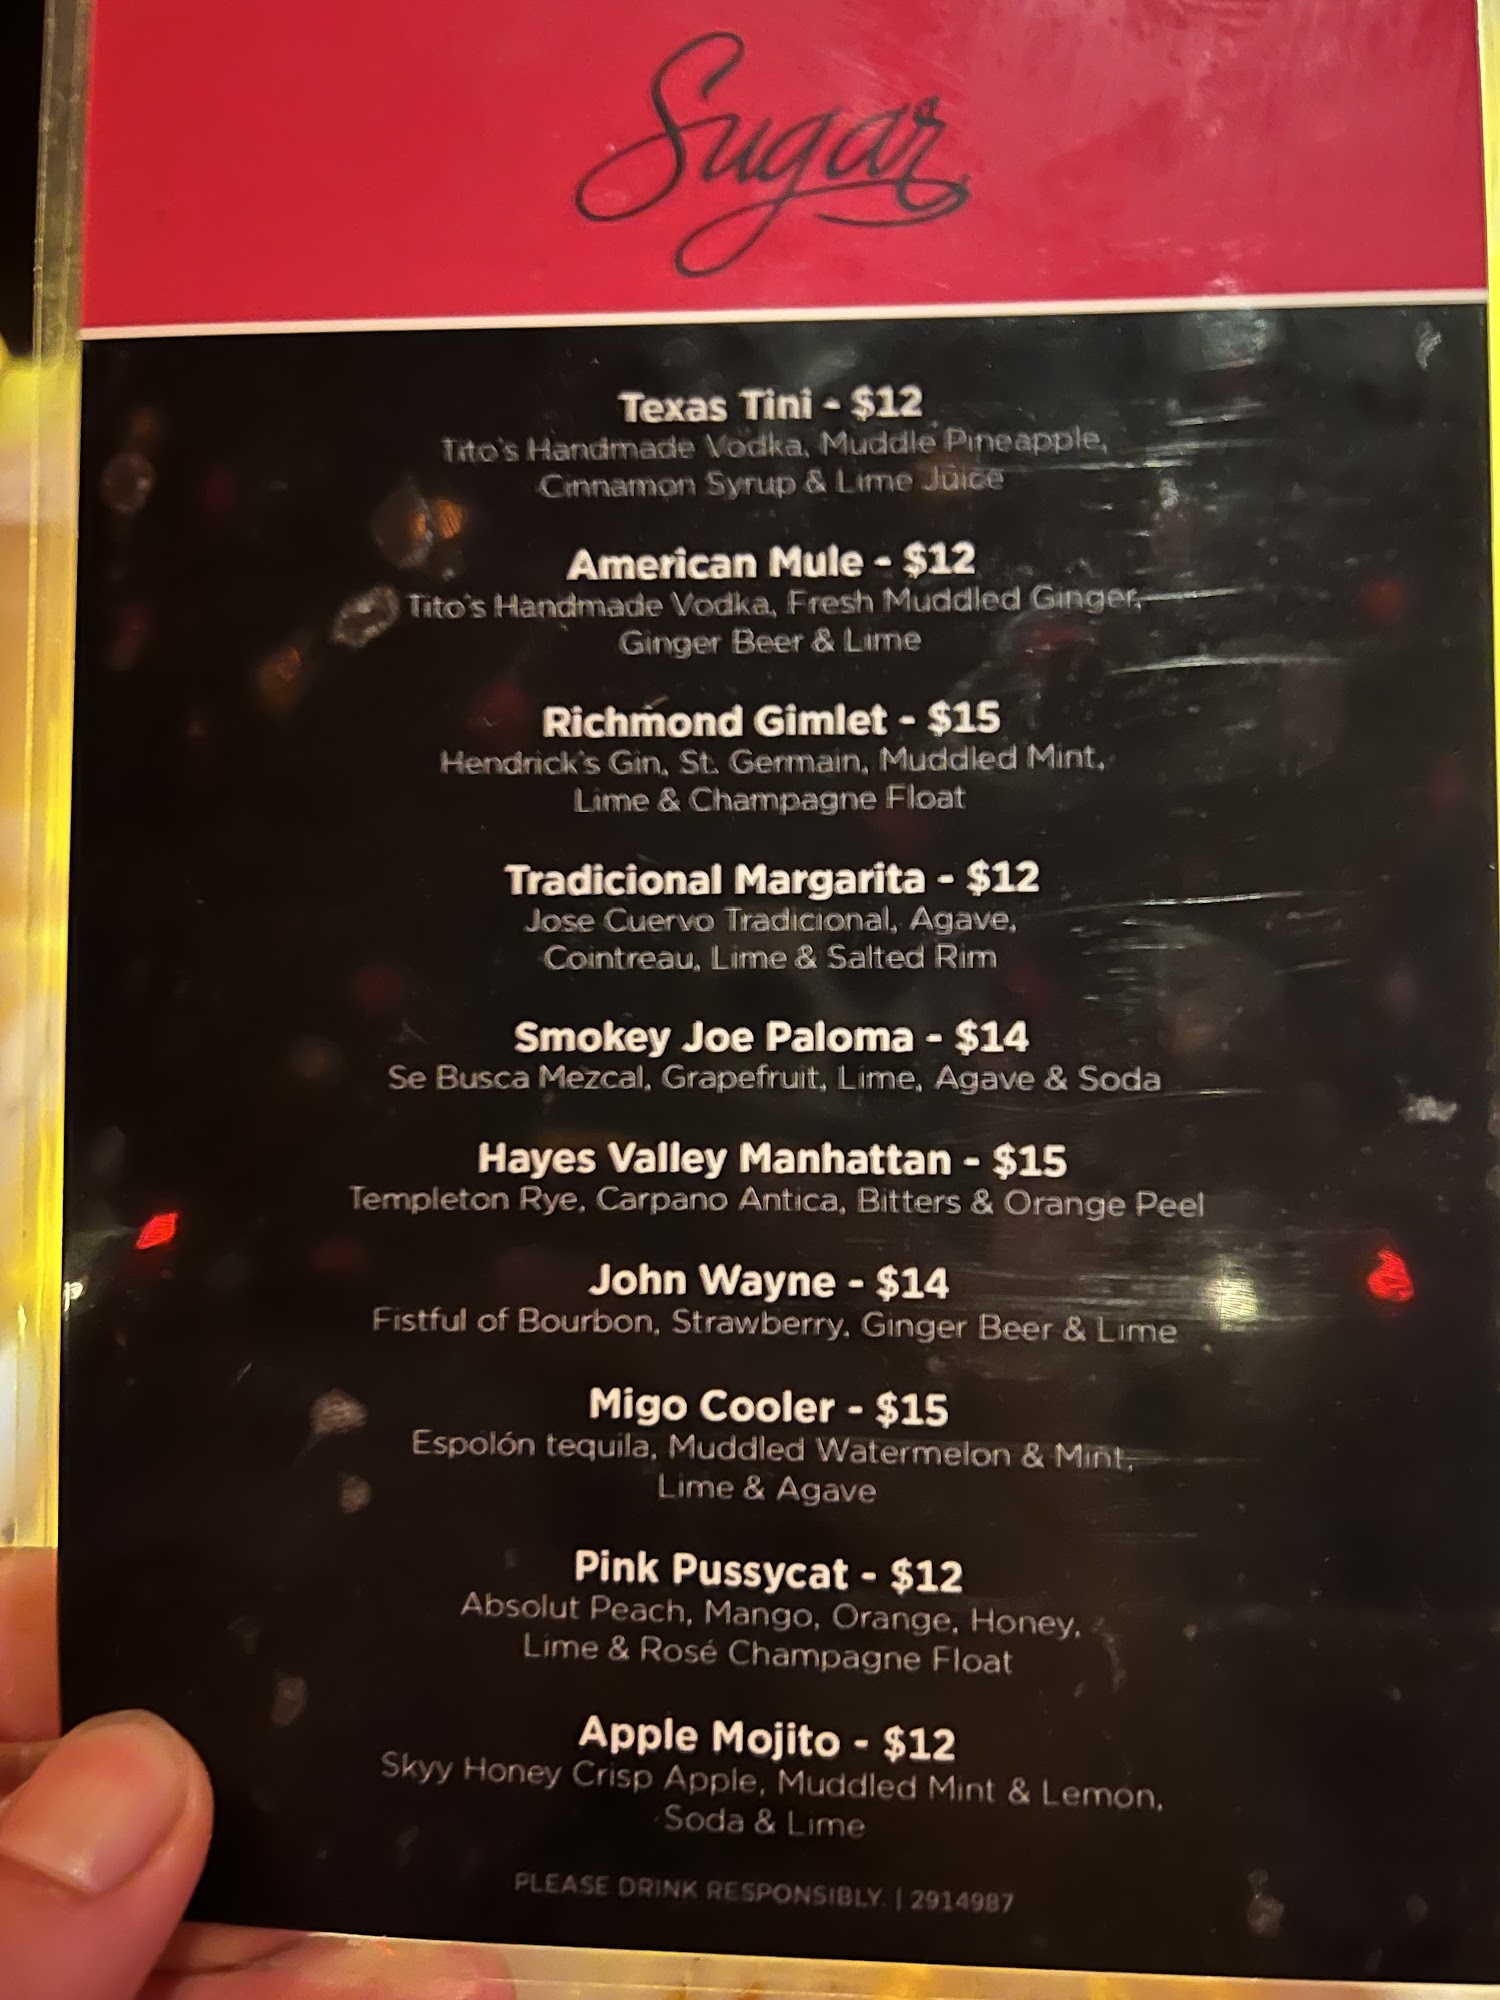 Sugar
Texas Tini - $12
Tito's Handmade Vodka, Muddle Pineapple,
Cinnamon Syrup & Lime Juice
American Mule - $12
Tito's Handmade Vodka, Fresh Muddled Ginger,
Ginger Beer & Lime
Richmond Gimlet - $15
Hendrick's Gin, St. Germain, Muddled Mint,
Lime & Champagne Float
Tradicional Margarita - $12
Jose Cuervo Tradicional, Agave,
Cointreau, Lime & Salted Rim
Smokey Joe Paloma - $14
Se Busca Mezcal, Grapefruit, Lime, Agave & Soda
Hayes Valley Manhattan - $15
Templeton Rye, Carpano Antica, Bitters & Orange Peel
John Wayne - $14
Fistful of Bourbon, Strawberry, Ginger Beer & Lime
Migo Cooler - $15
Espolón tequila, Muddled Watermelon & Mint,
Lime & Agave
Pink Pussycat - $12
Absolut Peach, Mango, Orange, Honey,
Lime & Rosé Champagne Float
Apple Mojito - $12
Skyy Honey Crisp Apple, Muddled Mint & Lemon,
Soda & Lime
PLEASE DRINK RESPONSIBLY. | 2914987